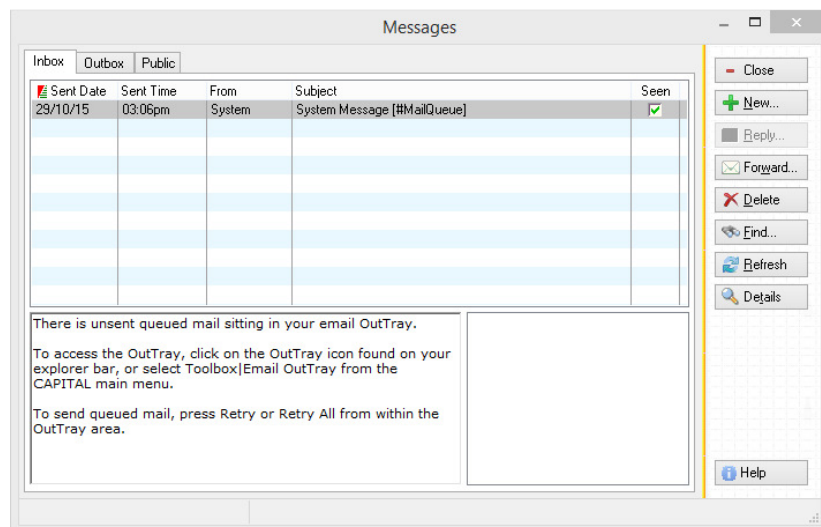 Messages
Inbox Outbox Public
Sent Date Sent Time From Subject Seen
29/10/15 03:06pm System System Message [#MailQueue]
There is unsent queued mail sitting in your email OutTray.
To access the OutTray, click on the OutTray icon found on your
explorer bar, or select Toolbox|Email OutTray from the
CAPITAL main menu.
To send queued mail, press Retry or Retry All from within the
OutTray area.
Close
New...
Reply...
Forward...
Delete
Find...
Refresh
Details
Help